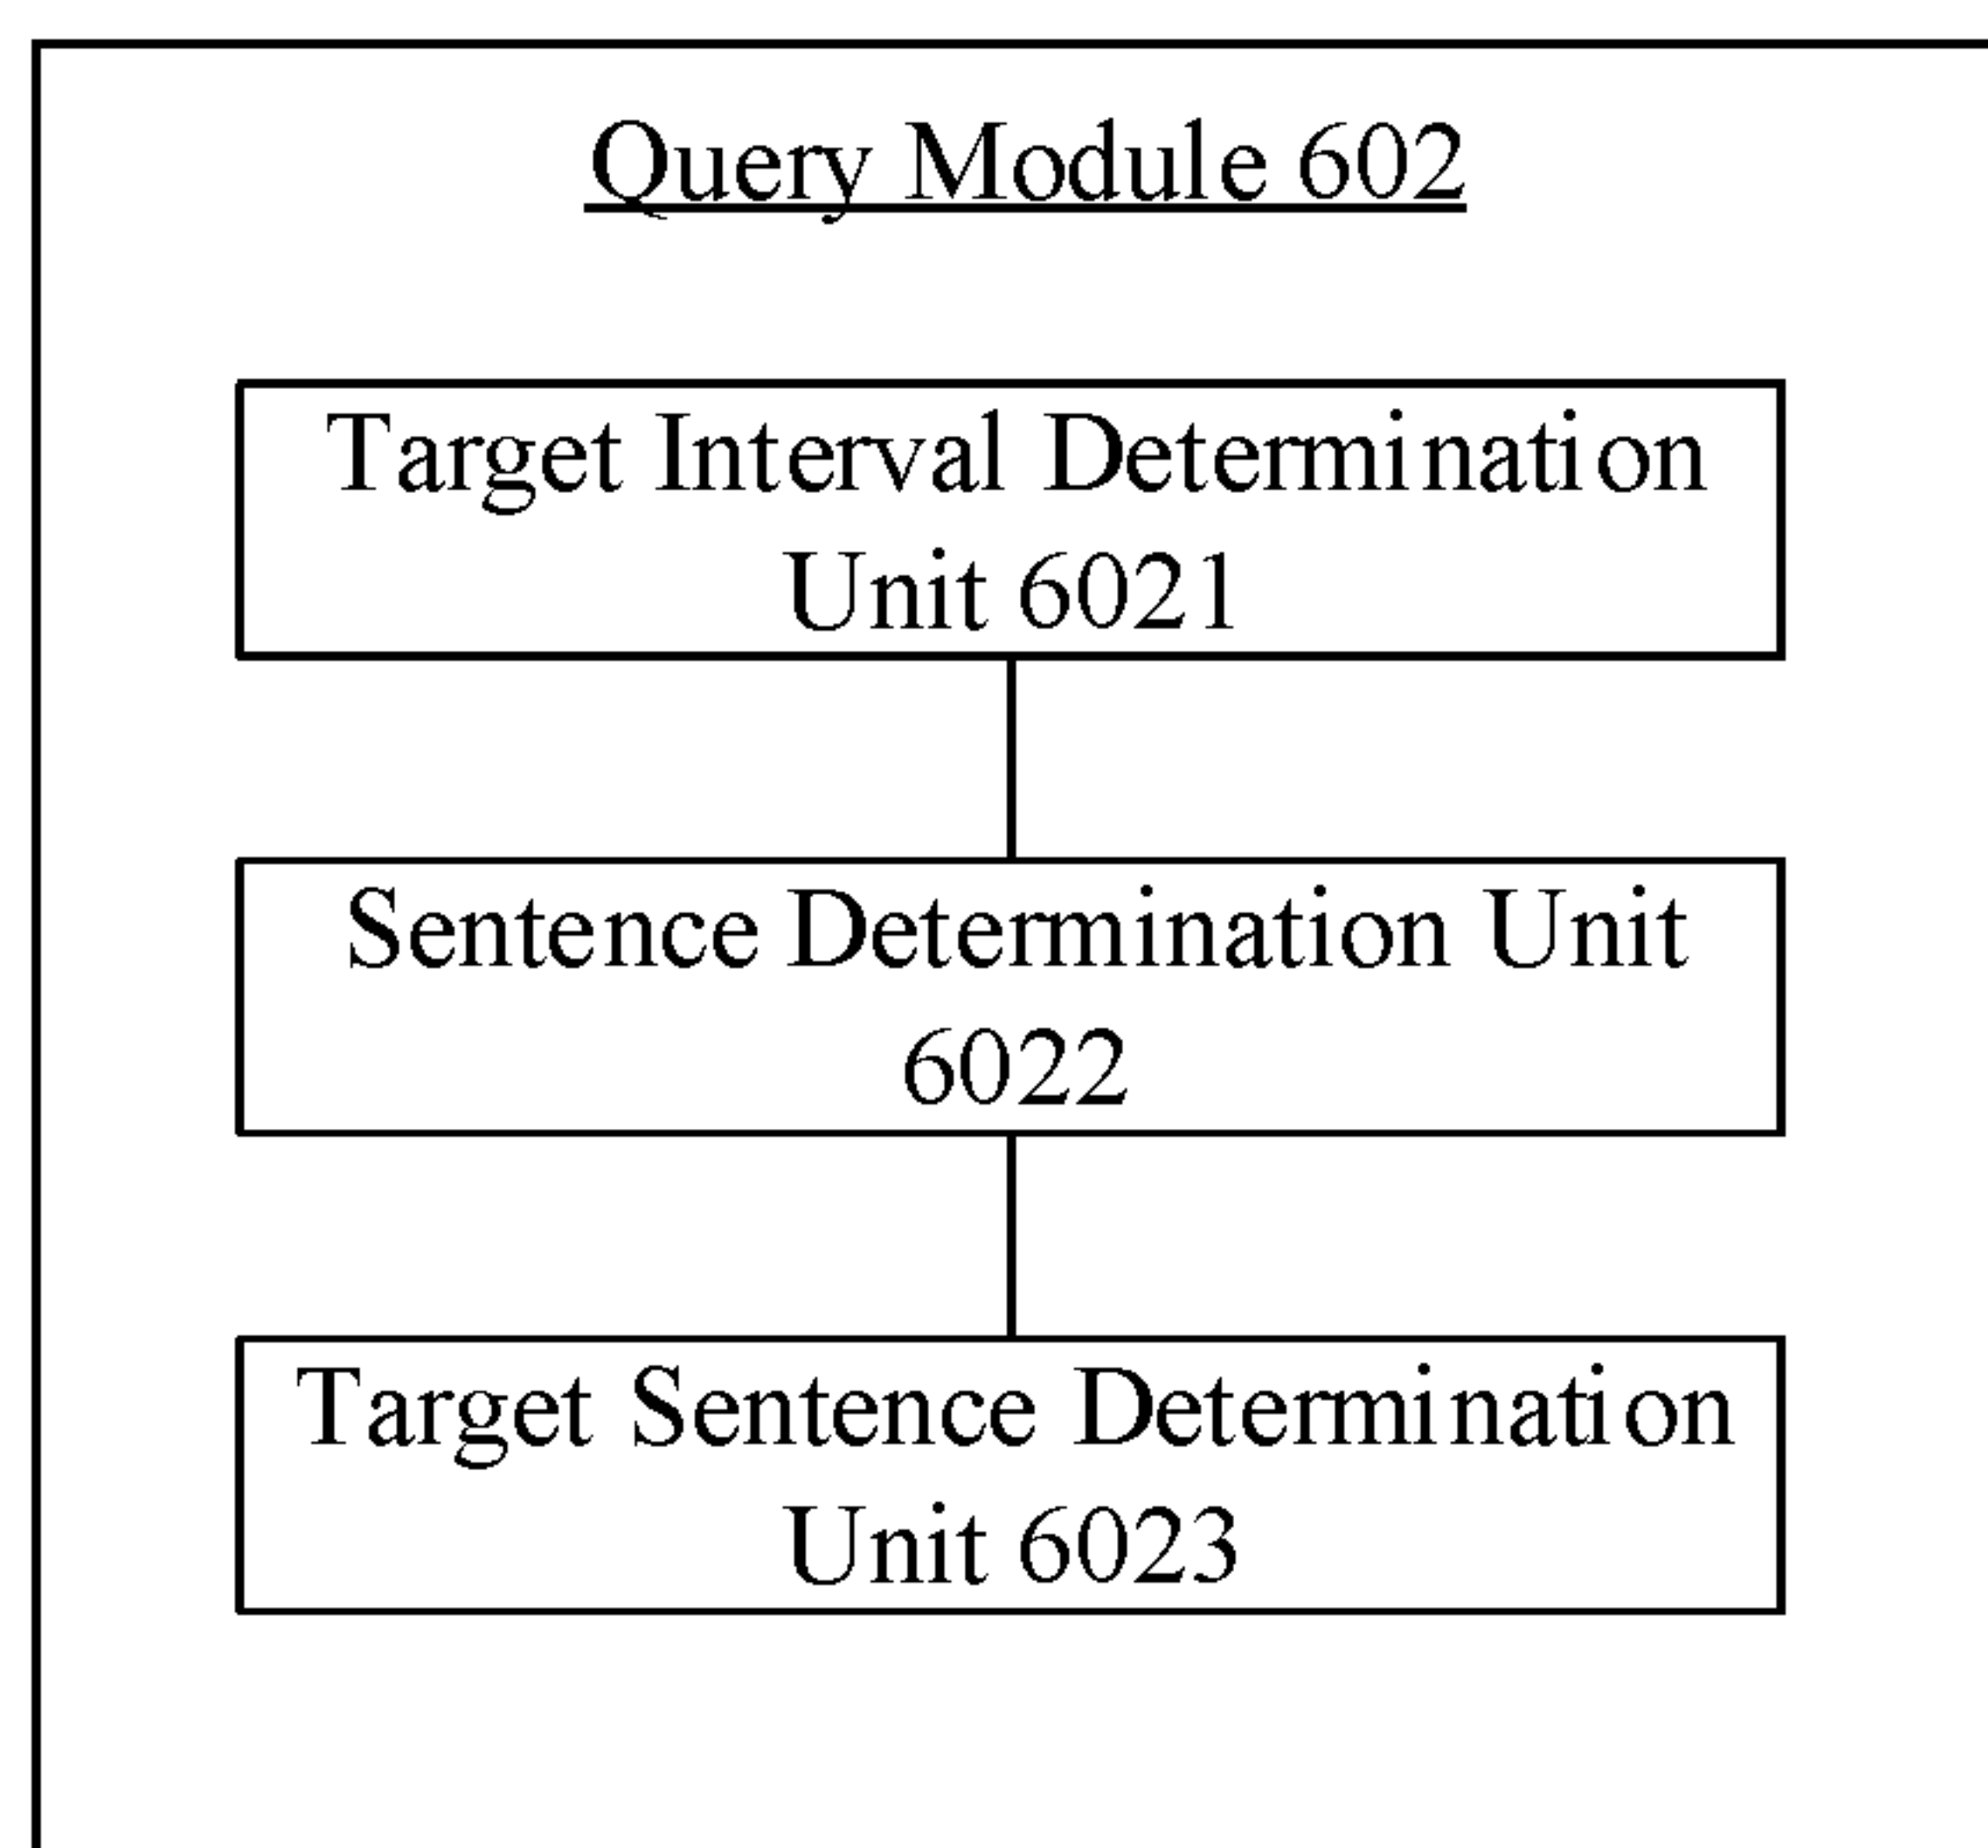 Query Module 602
Target Interval Determination
Unit 6021
Sentence Determination Unit
6022
Target Sentence Determination
Unit 6023